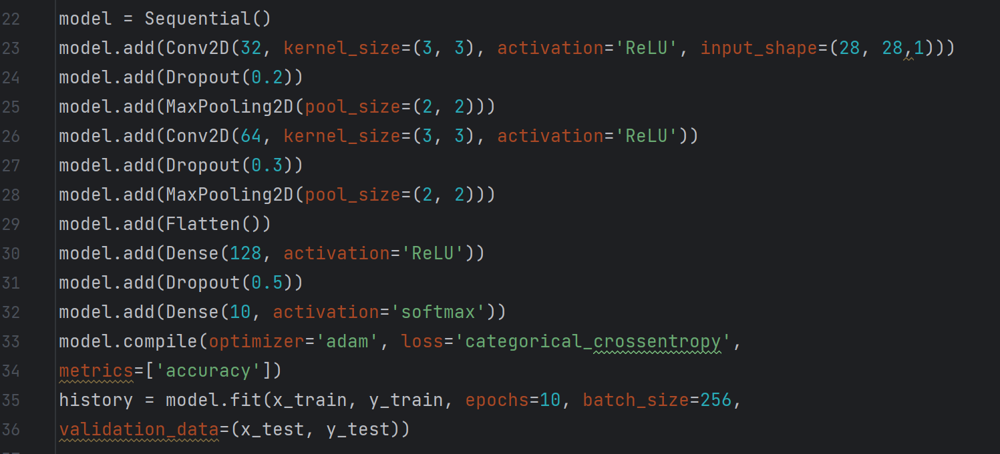 22 model = Sequential()
23 model.add(Conv2D(32, kernel_size=(3, 3), activation='ReLU', input_shape=(28, 28,1)))
24 model.add(Dropout(0.2))
25 model.add(MaxPooling2D(pool_size=(2, 2)))
26 model.add(Conv2D(64, kernel_size=(3, 3), activation='ReLU'))
27 model.add(Dropout(0.3))
28 model.add(MaxPooling2D(pool_size=(2, 2)))
29 model.add(Flatten())
30 model.add(Dense(128, activation='ReLU'))
31 model.add(Dropout(0.5))
32 model.add(Dense(10, activation='softmax'))
33 model.compile(optimizer='adam', loss='categorical_crossentropy',
34 metrics=['accuracy'])
35 history = model.fit(x_train, y_train, epochs=10, batch_size=256,
36 validation_data=(x_test, y_test))